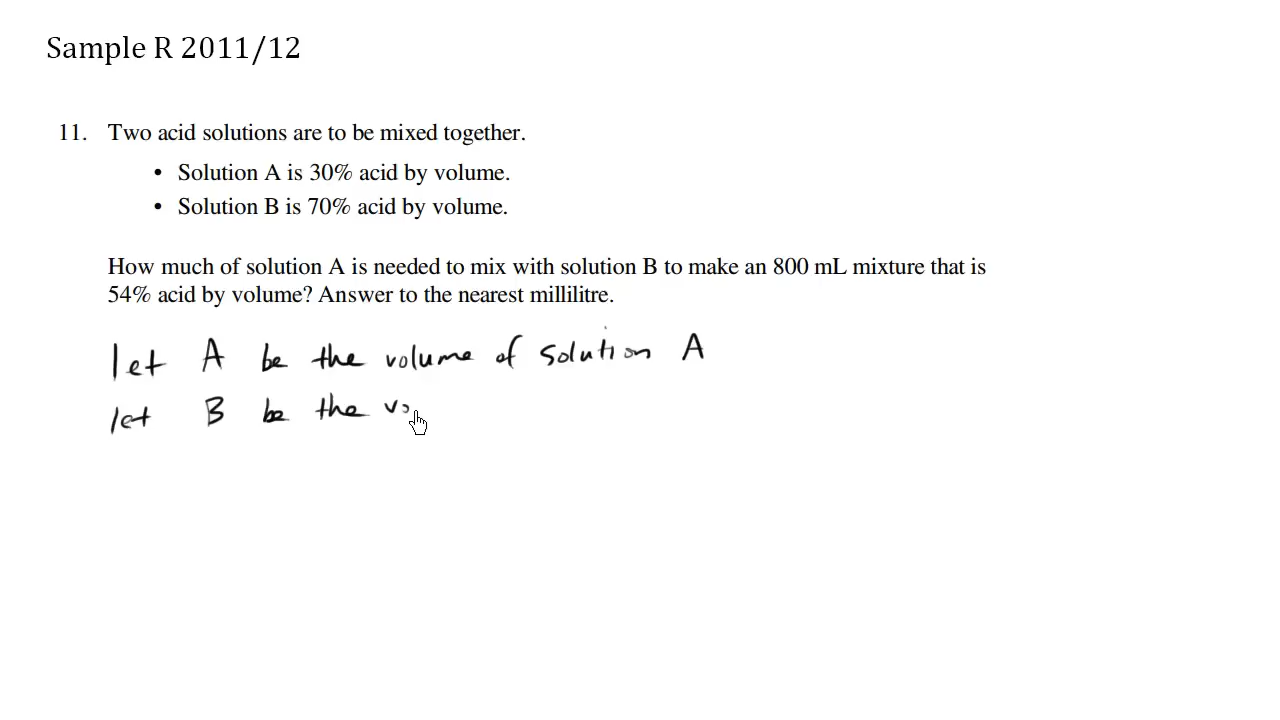 Sample R 2011/12
11. Two acid solutions are to be mixed together.
• Solution A is 30% acid by volume.
• Solution B is 70% acid by volume.
How much of solution A is needed to mix with solution B to make an 800 mL mixture that is
54% acid by volume? Answer to the nearest millilitre.
let A be the volume of solution A
let B be the vo